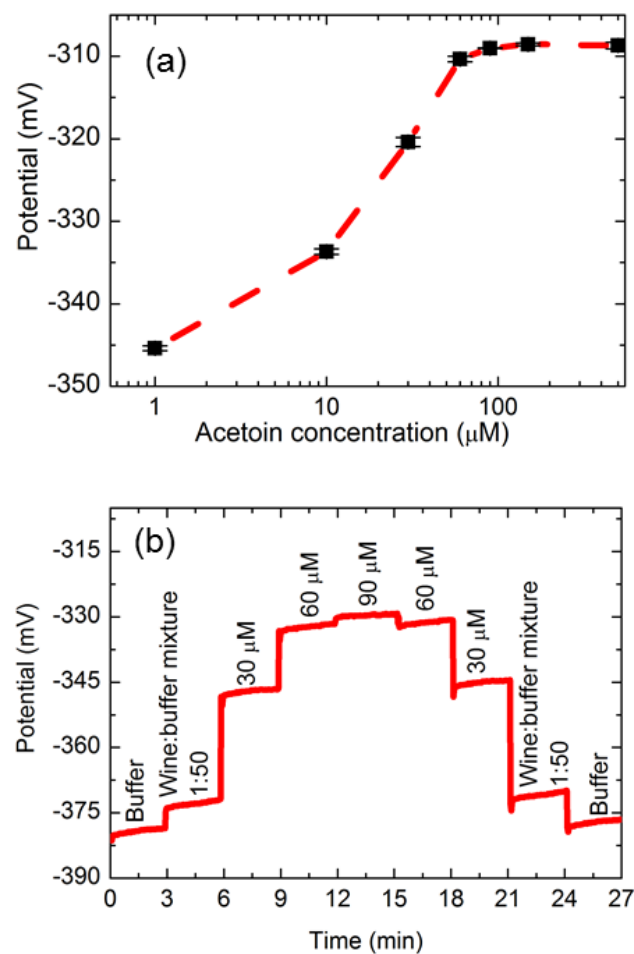 (a)
Potential (mV)
-310
-320
-330
-340
-350
1
10
100
Acetoin concentration (μM)
(b)
Potential (mV)
-315
-330
-345
-360
-375
-390
Buffer
Wine:buffer mixture
1:50
30 μM
60 μM
90 μM
60 μM
30 μM
Wine:buffer mixture
1:50
Buffer
0
3
6
9
12
15
18
21
24
27
Time (min)